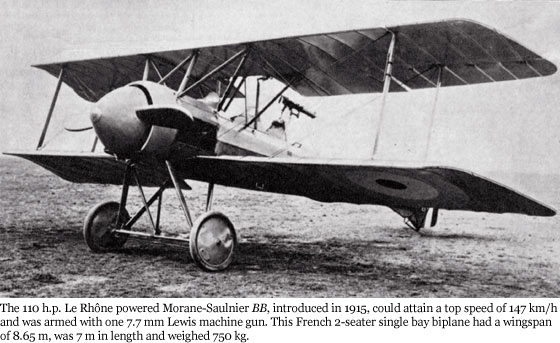 The 110 h.p. Le Rhône powered Morane-Saulnier BB, introduced in 1915, could attain a top speed of 147 km/h
and was armed with one 7.7 mm Lewis machine gun. This French 2-seater single bay biplane had a wingspan
of 8.65 m, was 7 m in length and weighed 750 kg.